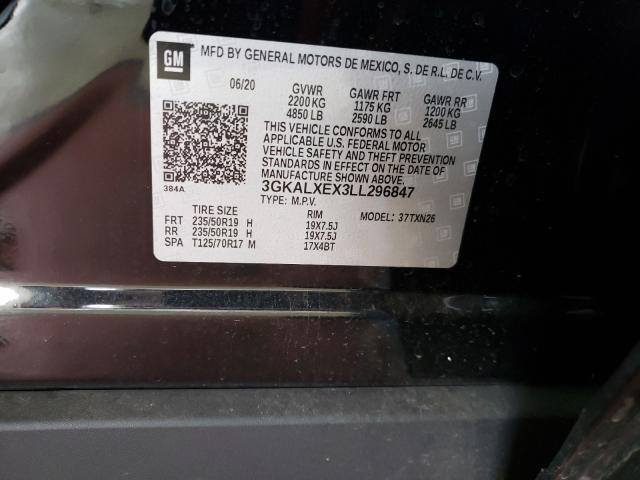 GM
MFD BY GENERAL MOTORS DE MEXICO, S. DE R.L. DE C.V.
06/20 GVWR GAWR FRT GAWR RR
2200 KG 1175 KG 1200 KG
4850 LB 2590 LB 2645 LB
THIS VEHICLE CONFORMS TO ALL
APPLICABLE U.S. FEDERAL MOTOR
VEHICLE SAFETY AND THEFT PREVENTION
STANDARDS IN EFFECT ON THE DATE OF
MANUFACTURE SHOWN ABOVE.
384A 3GKALXEX3LL296847
TYPE: M.P.V.
TIRE SIZE RIM MODEL: 37TXN26
FRT 235/50R19 H 19X7.5J
RR 235/50R19 H 19X7.5J
SPA T125/70R17 M 17X4BT